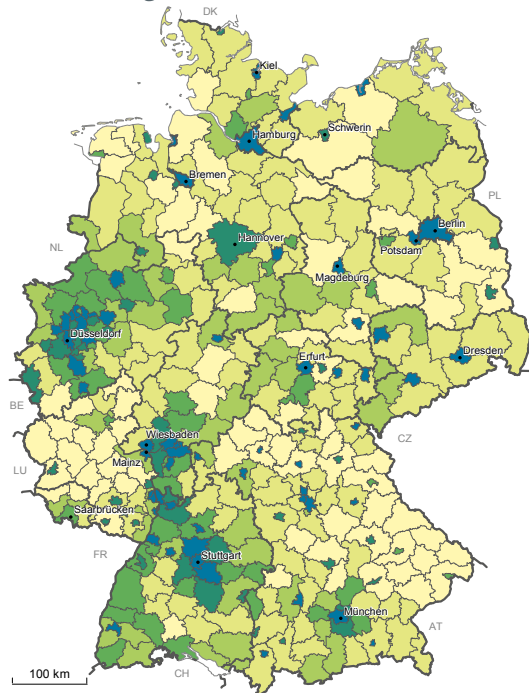 DK
Kiel
Schwerin
Hamburg
Bremen
PL
Berlin
Hannover
NL
Potsdam
Magdeburg
Düsseldorf
Dresden
Erfurt
BE
Wiesbaden
CZ
Mainz
LU
Saarbrücken
FR
Stuttgart
München
AT
100 km
CH